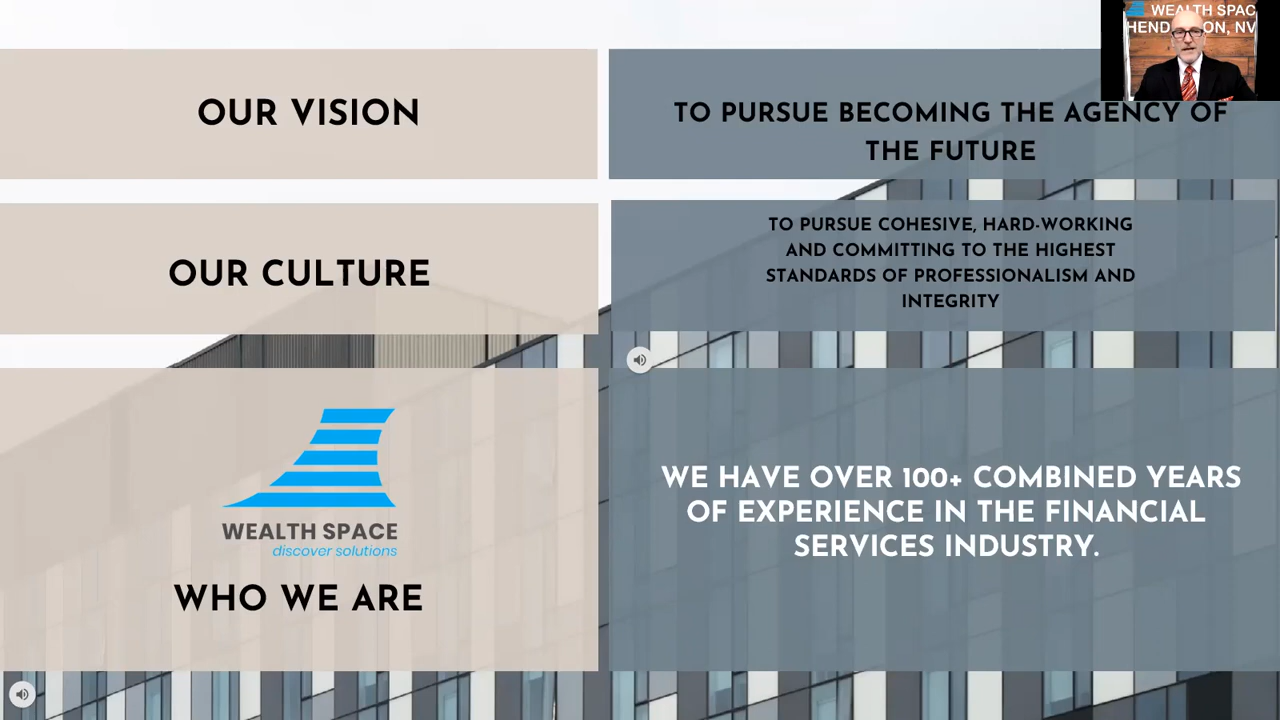 WEALTH SPAC
HEND ON, NV
OUR VISION
TO PURSUE BECOMING THE AGENCY OF
THE FUTURE
OUR CULTURE
TO PURSUE COHESIVE, HARD-WORKING
AND COMMITTING TO THE HIGHEST
STANDARDS OF PROFESSIONALISM AND
INTEGRITY
WEALTH SPACE
discover solutions
WHO WE ARE
WE HAVE OVER 100+ COMBINED YEARS
OF EXPERIENCE IN THE FINANCIAL
SERVICES INDUSTRY.